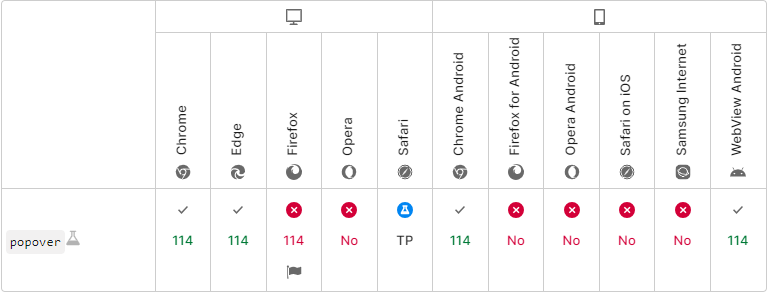 Chrome
Edge
Firefox
Opera
Safari
Chrome Android
Firefox for Android
Opera Android
Safari on iOS
Samsung Internet
WebView Android
popover 114 114 114 No TP 114 No No No No 114